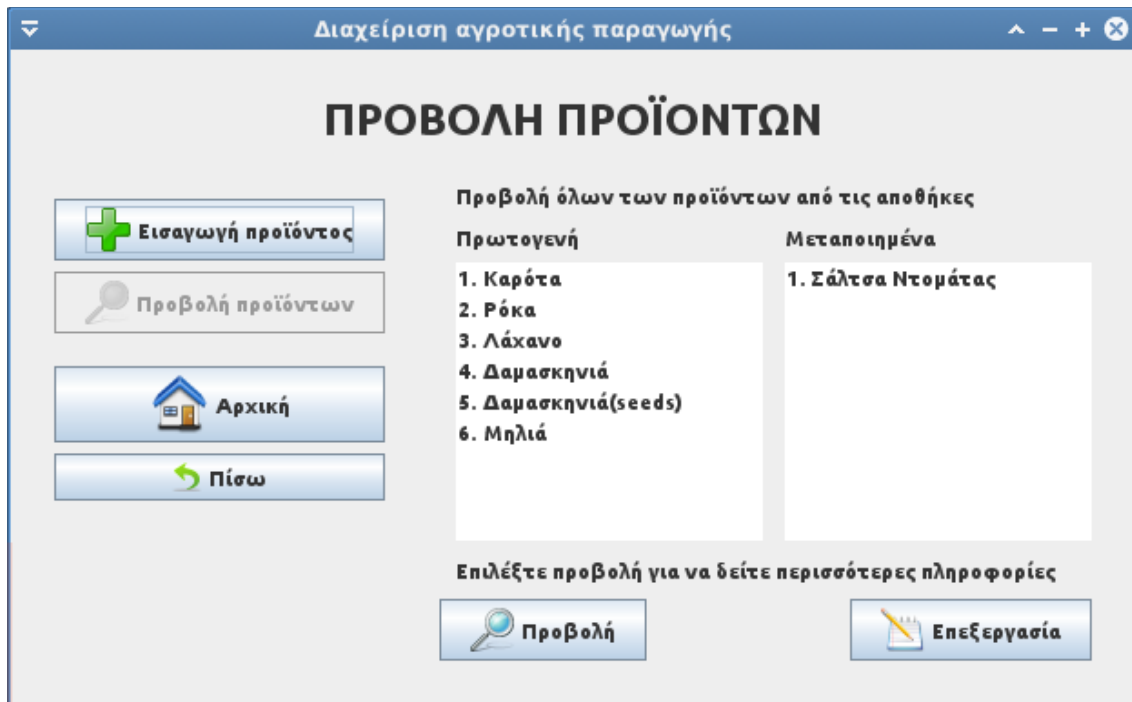 Διαχείριση αγροτικής παραγωγής
ΠΡΟΒΟΛΗ ΠΡΟΪΟΝΤΩΝ
Εισαγωγή προϊόντος
Προβολή προϊόντων
Αρχική
Πίσω
Προβολή όλων των προϊόντων από τις αποθήκες
Πρωτογενή
1. Καρότα
2. Ρόκα
3. Λάχανο
4. Δαμασκηνιά
5. Δαμασκηνιά(seeds)
6. Μηλιά
Μεταποιημένα
1. Σάλτσα Ντομάτας
Επιλέξτε προβολή για να δείτε περισσότερες πληροφορίες
Προβολή
Επεξεργασία